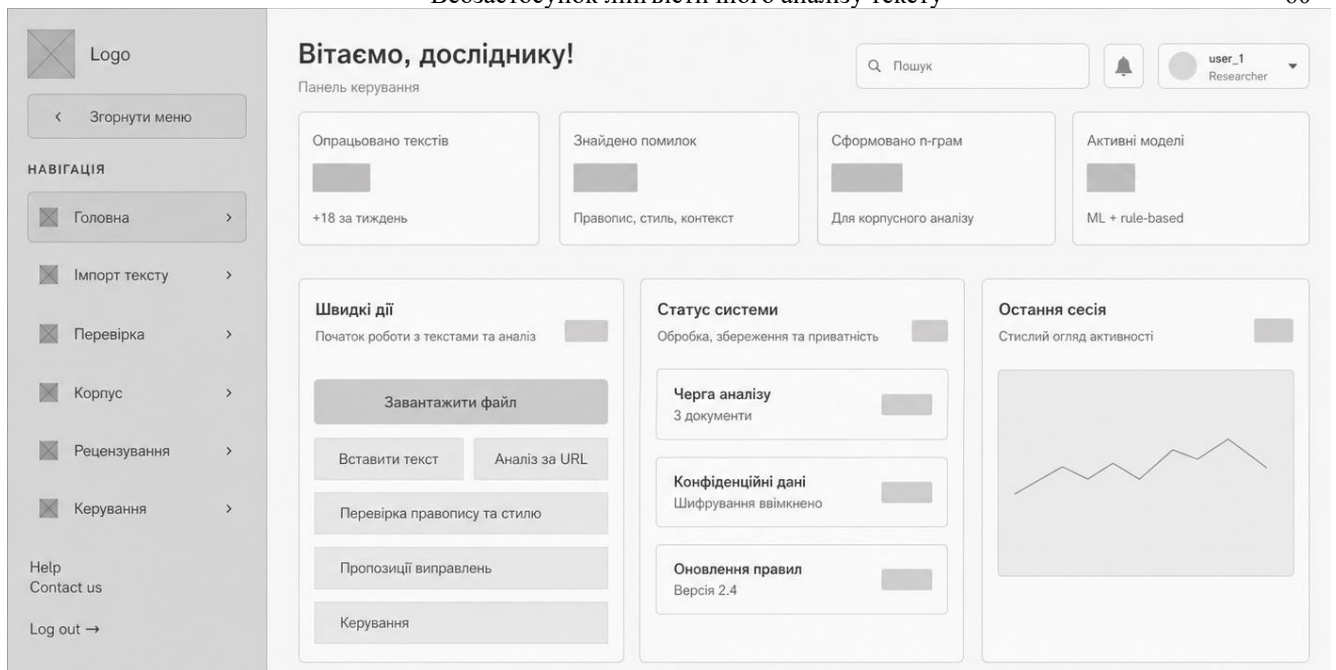 Вебзастосунок лінгвістичного аналізу тексту
Logo
Згорнути меню
НАВІГАЦІЯ
Головна
Імпорт тексту
Перевірка
Корпус
Рецензування
Керування
Help
Contact us
Log out →
Вітаємо, досліднику!
Панель керування
Пошук
user_1
Researcher
Опрацьовано текстів
+18 за тиждень
Знайдено помилок
Правопис, стиль, контекст
Сформовано n-грам
Для корпусного аналізу
Активні моделі
ML + rule-based
Швидкі дії
Початок роботи з текстами та аналіз
Завантажити файл
Вставити текст Аналіз за URL
Перевірка правопису та стилю
Пропозиції виправлень
Керування
Статус системи
Обробка, збереження та приватність
Черга аналізу
3 документи
Конфіденційні дані
Шифрування ввімкнено
Оновлення правил
Версія 2.4
Остання сесія
Стислий огляд активності